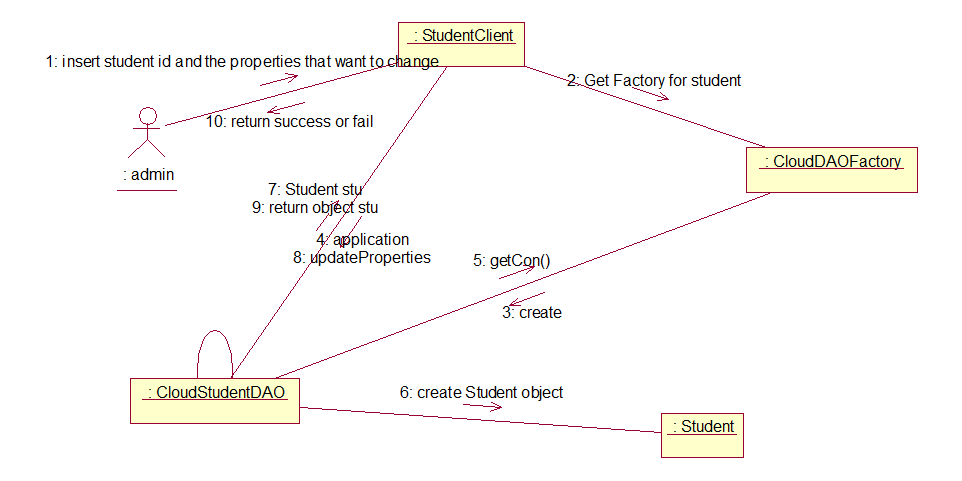 : StudentClient
1: insert student id and the properties that want to change
2: Get Factory for student
10: return success or fail
: CloudDAOFactory
: admin
7: Student stu
9: return object stu
4: application
8: updateProperties
5: getCon()
3: create
: CloudStudentDAO
6: create Student object
: Student